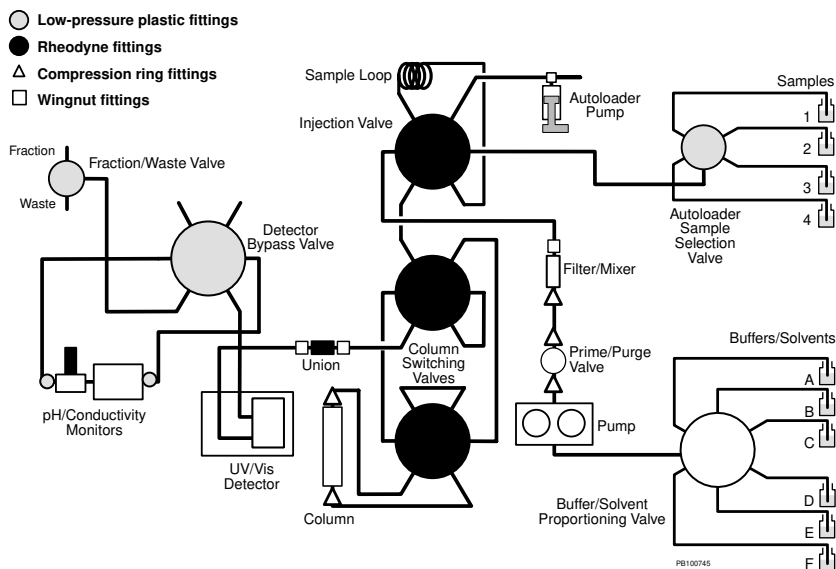 Low-pressure plastic fittings
Rheodyne fittings
Compression ring fittings
Wingnut fittings
Sample Loop
Autoloader
Pump
Samples
1
Injection Valve
2
Fraction
Fraction/Waste Valve
3
Waste
4
Autoloader
Sample
Selection
Valve
Detector
Bypass Valve
Filter/Mixer
Buffers/Solvents
Union
Column
Switching
Valves
Prime/Purge
Valve
A
B
C
pH/Conductivity
Monitors
Pump
UV/Vis
Detector
Column
Buffer/Solvent
Proportioning Valve
D
E
F
PB100745